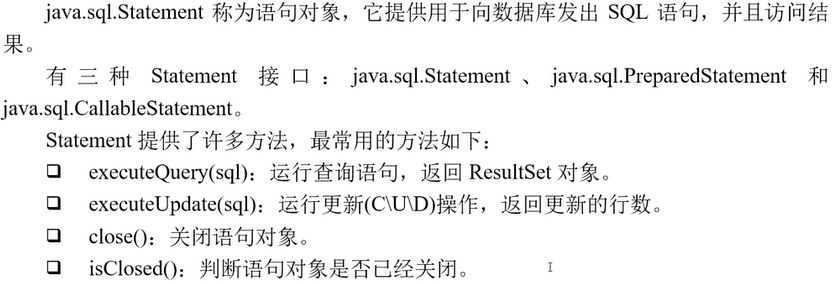 java.sql.Statement 称为语句对象，它提供用于向数据库发出 SQL 语句，并且访问结
果。
有三种 Statement 接口：java.sql.Statement、java.sql.PreparedStatement 和
java.sql.CallableStatement。
Statement 提供了许多方法，最常用的方法如下：
❑ executeQuery(sql)：运行查询语句，返回 ResultSet 对象。
❑ executeUpdate(sql)：运行更新(C\U\D)操作，返回更新的行数。
❑ close()：关闭语句对象。
❑ isClosed()：判断语句对象是否已经关闭。